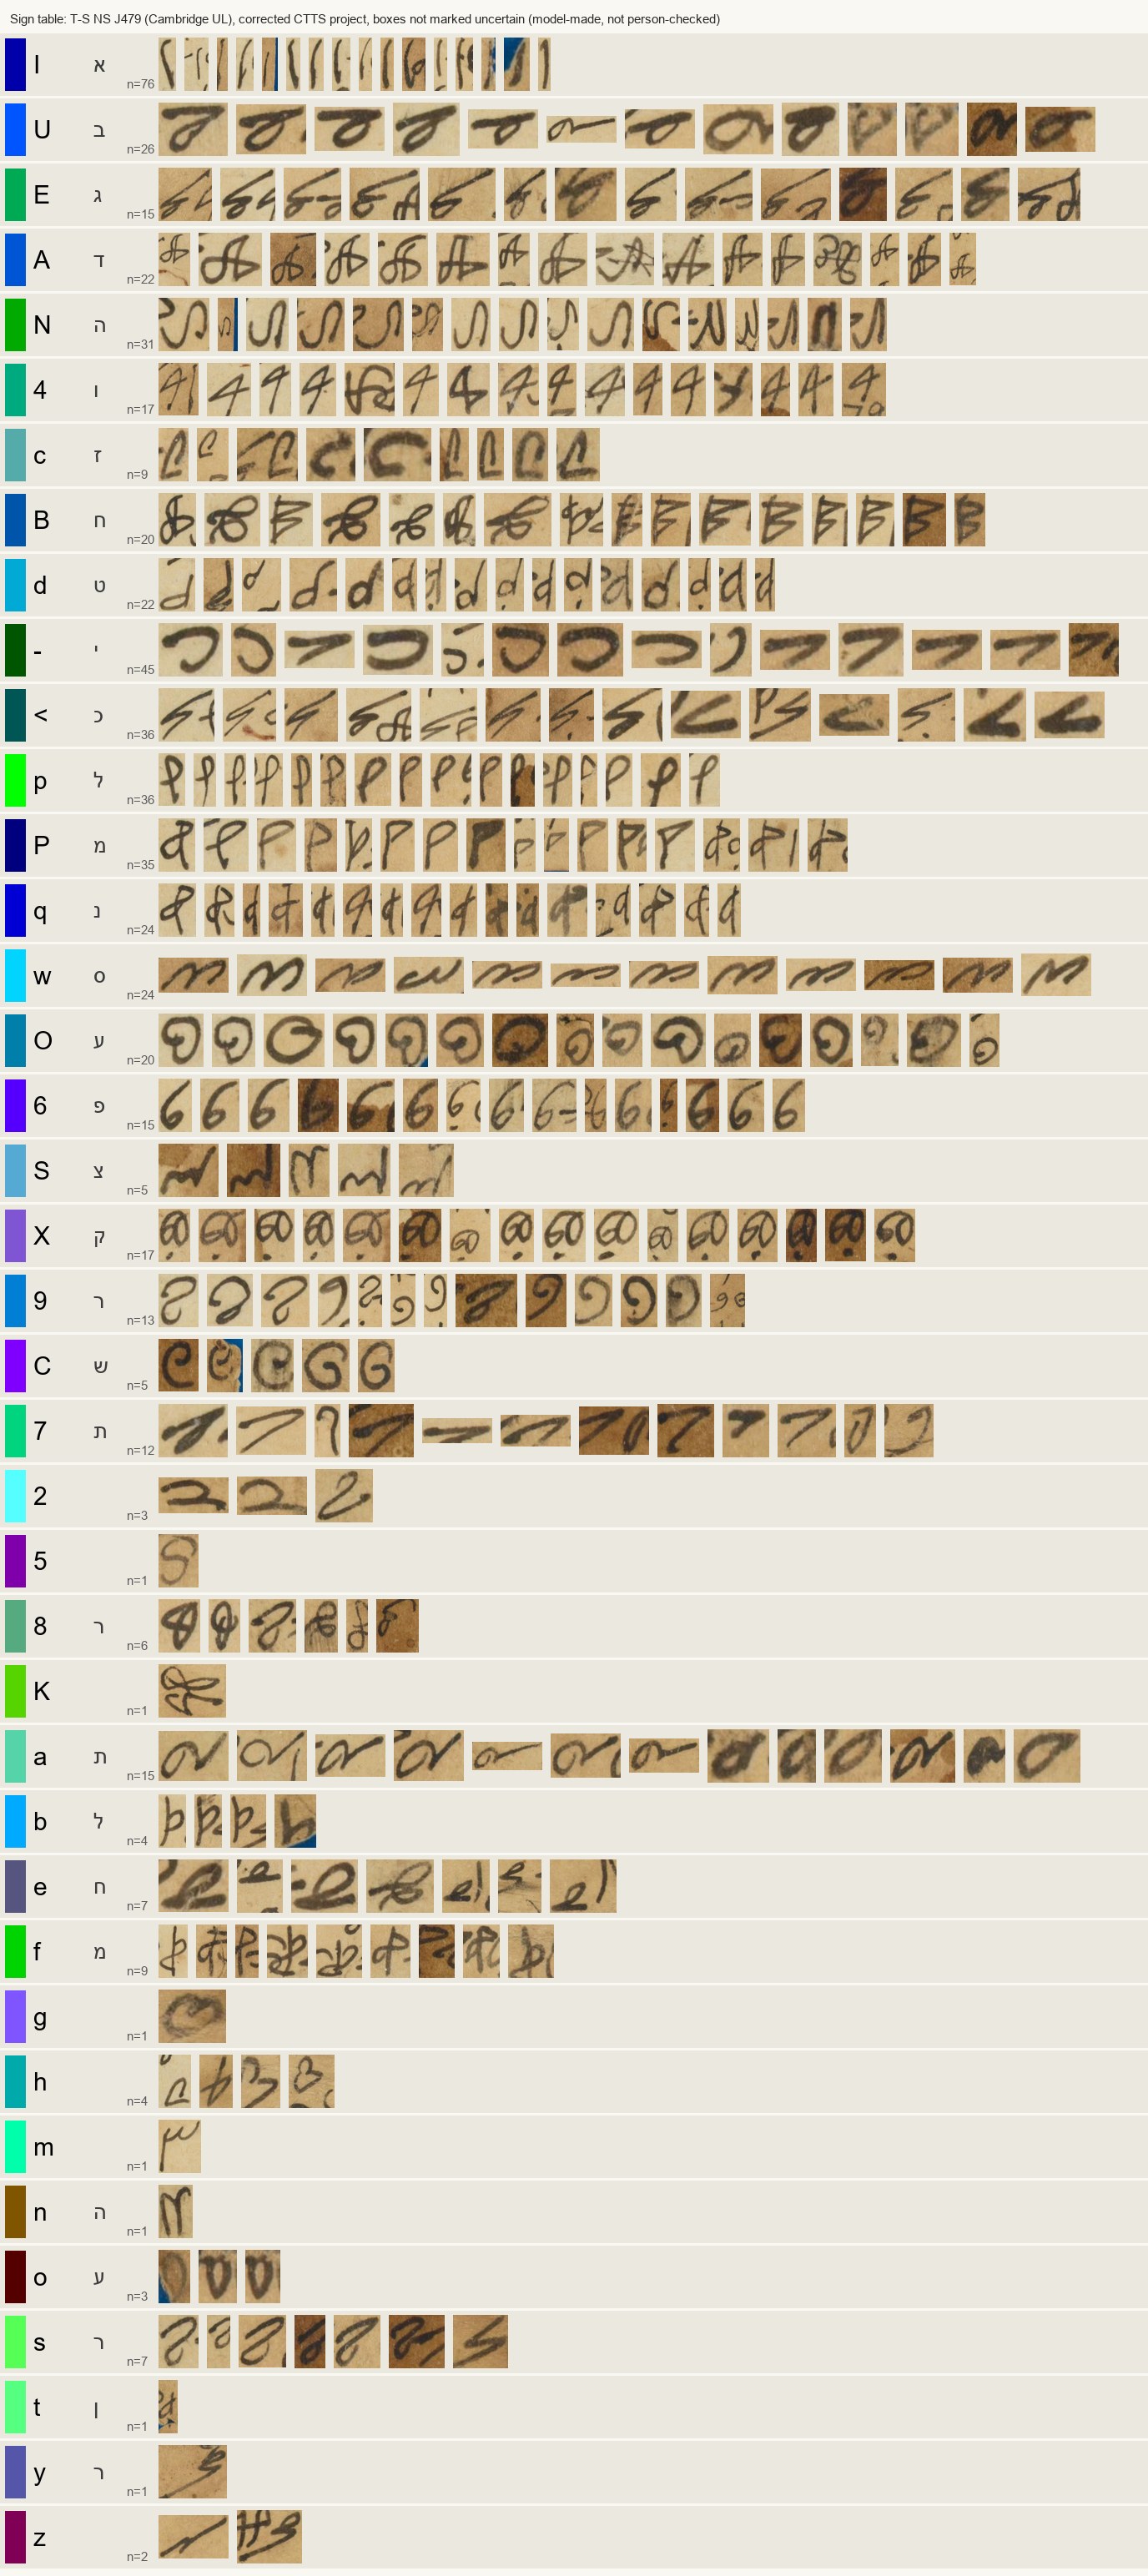 Sign table: T-S NS J479 (Cambridge UL), corrected CTTS project, boxes not marked uncertain (model-made, not person-checked)
I א n=76
U ב n=26
E ג n=15
A ד n=22
N ה n=31
4 ו n=17
c ז n=9
B ח n=20
d ט n=22
- י n=45
< כ n=36
p ל n=36
P מ n=35
q נ n=24
w ס n=24
O ע n=20
6 פ n=15
S צ n=5
X ק n=17
9 ר n=13
C ש n=5
7 ת n=12
2 n=3
5 n=1
8 ר n=6
K n=1
a ת n=15
b ל n=4
e ח n=7
f מ n=9
g n=1
h n=4
m n=1
n ה n=1
o ע n=3
s ר n=7
t ן n=1
y ר n=1
z n=2